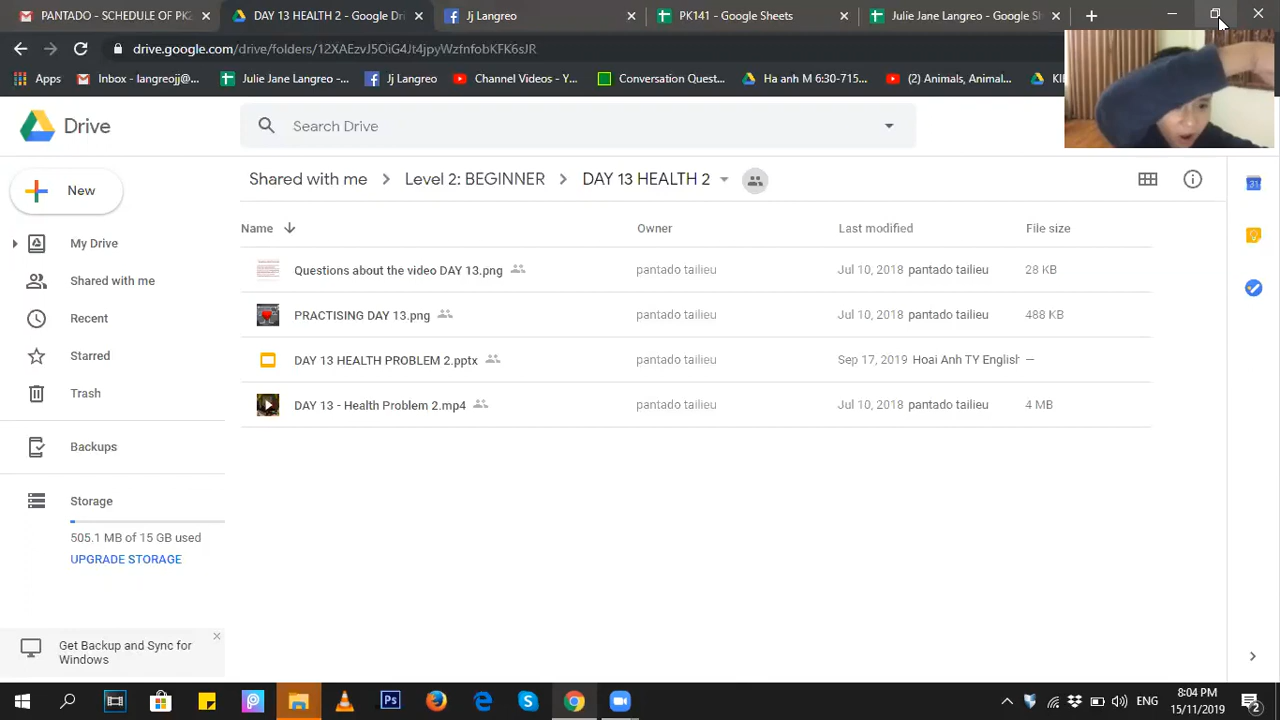 PANTADO - SCHEDULE OF PK2
DAY 13 HEALTH 2 - Google Dri
Jj Langreo
PK141 - Google Sheets
Julie Jane Langreo - Google Sh
drive.google.com/drive/folders/12XAEzvJ5OiG4Jt4jpyWzfnfobKFK6sJR
Apps
Inbox - langreojj@...
Julie Jane Langreo...
Jj Langreo
Channel Videos - Y...
Conversation Quest...
Ha anh M 6:30-715...
(2) Animals, Animal...
Drive
Search Drive
New
Shared with me
Level 2: BEGINNER
DAY 13 HEALTH 2
My Drive
Shared with me
Recent
Starred
Trash
Backups
Storage
505.1 MB of 15 GB used
UPGRADE STORAGE
Get Backup and Sync for
Windows
Name
Owner
Last modified
File size
Questions about the video DAY 13.png
pantado tailieu
Jul 10, 2018 pantado tailieu
28 KB
PRACTISING DAY 13.png
pantado tailieu
Jul 10, 2018 pantado tailieu
488 KB
DAY 13 HEALTH PROBLEM 2.pptx
pantado tailieu
Sep 17, 2019 Hoai Anh TY English
—
DAY 13 - Health Problem 2.mp4
pantado tailieu
Jul 10, 2018 pantado tailieu
4 MB
31
Ps
ENG
8:04 PM
15/11/2019
2